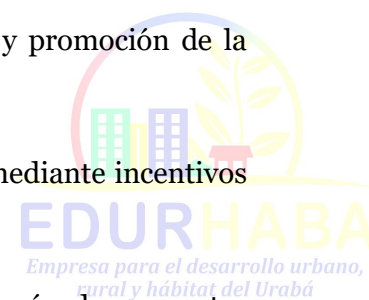 y promoción de la
mediante incentivos
EDURHABA
Empresa para el desarrollo urbano,
rural y hábitat del Urabá